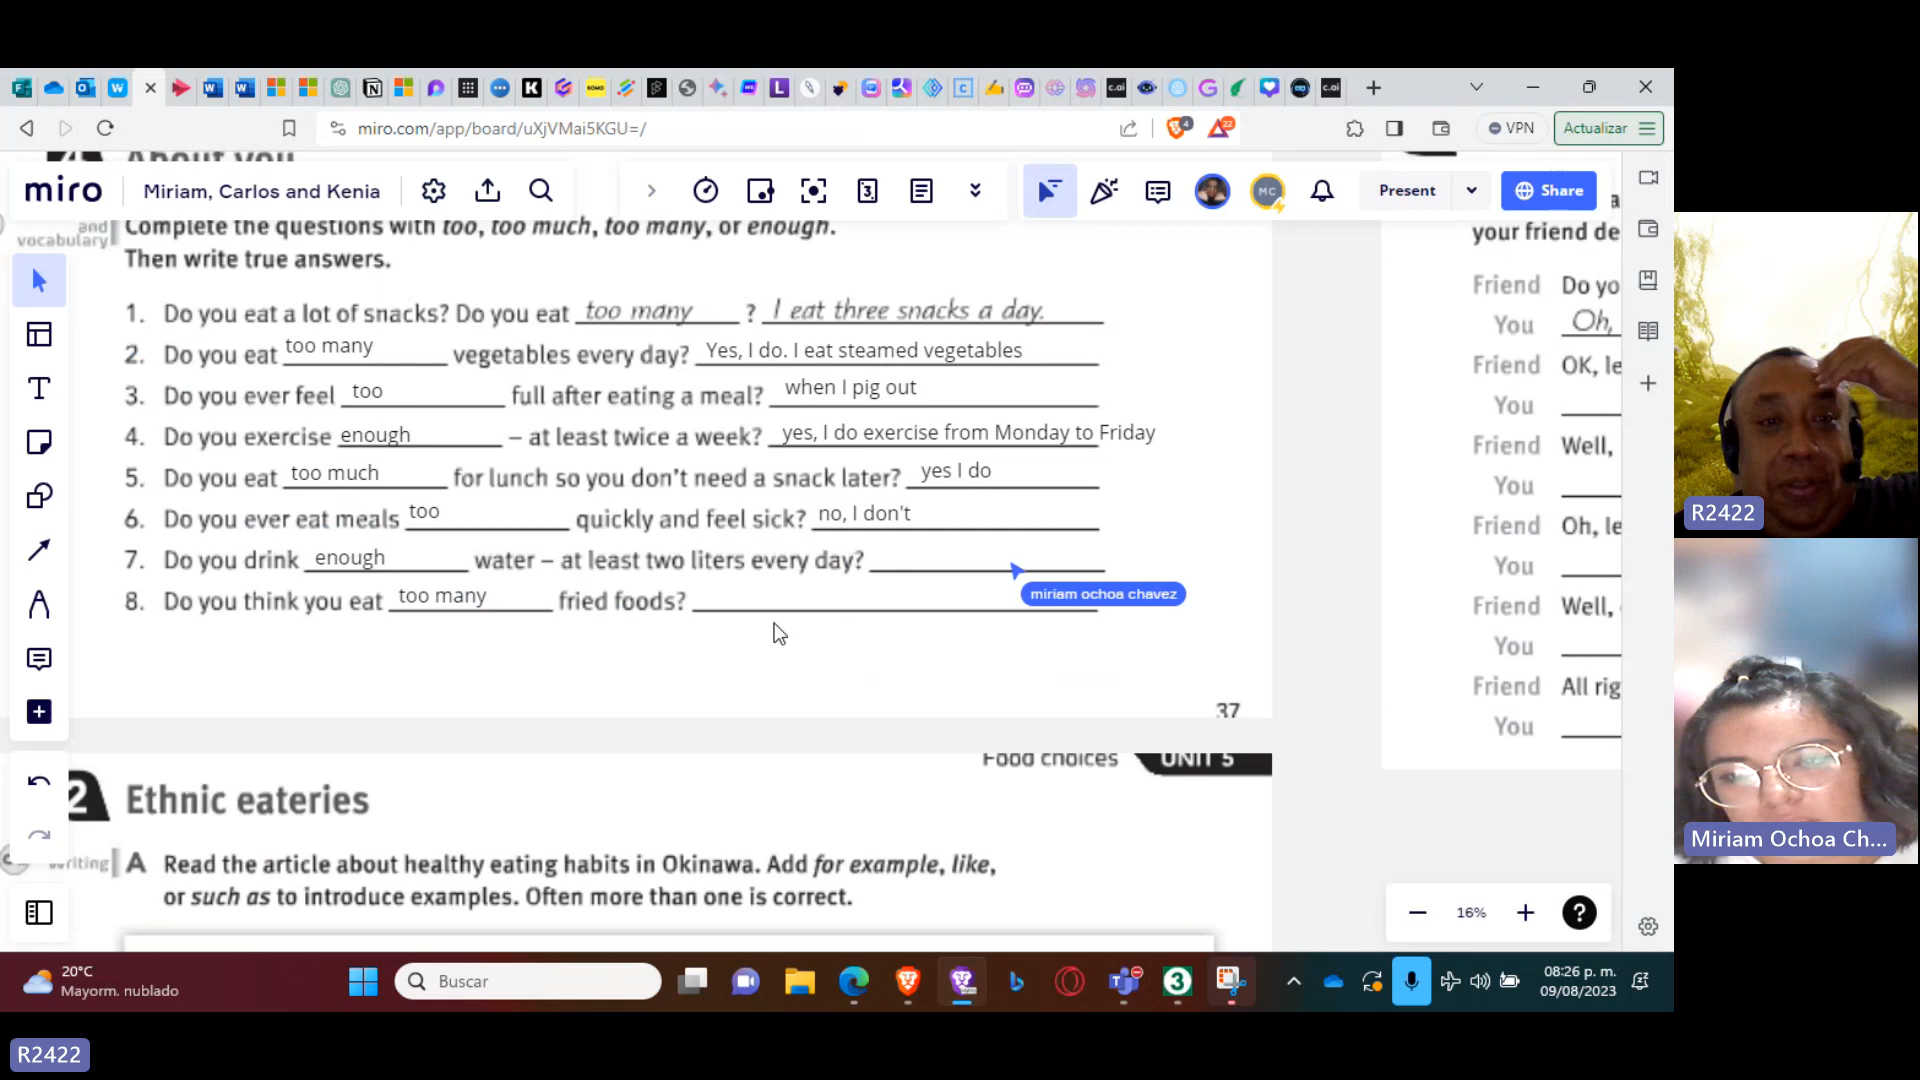 miro.com/app/board/uXjVMai5KGU=/
VPN
Actualizar
About you
miro
Miriam, Carlos and Kenia
MC
Present
Share
and
vocabulary
Complete the questions with too, too much, too many, or enough.
Then write true answers.
1. Do you eat a lot of snacks? Do you eat too many ? I eat three snacks a day.
2. Do you eat too many vegetables every day? Yes, I do. I eat steamed vegetables
3. Do you ever feel too full after eating a meal? when I pig out
4. Do you exercise enough – at least twice a week? yes, I do exercise from Monday to Friday
5. Do you eat too much for lunch so you don't need a snack later? yes I do
6. Do you ever eat meals too quickly and feel sick? no, I don't
7. Do you drink enough water – at least two liters every day?
miriam ochoa chavez
8. Do you think you eat too many fried foods?
37
Food choices UNIT 5
2 Ethnic eateries
Writing A Read the article about healthy eating habits in Okinawa. Add for example, like,
or such as to introduce examples. Often more than one is correct.
your friend de
Friend Do yo
You Oh,
Friend OK, le
You
Friend Well,
You
Friend Oh, le
You
Friend Well,
You
Friend All rig
You
16%
R2422
Miriam Ochoa Ch...
20°C
Mayorm. nublado
Buscar
08:26 p. m.
09/08/2023
R2422